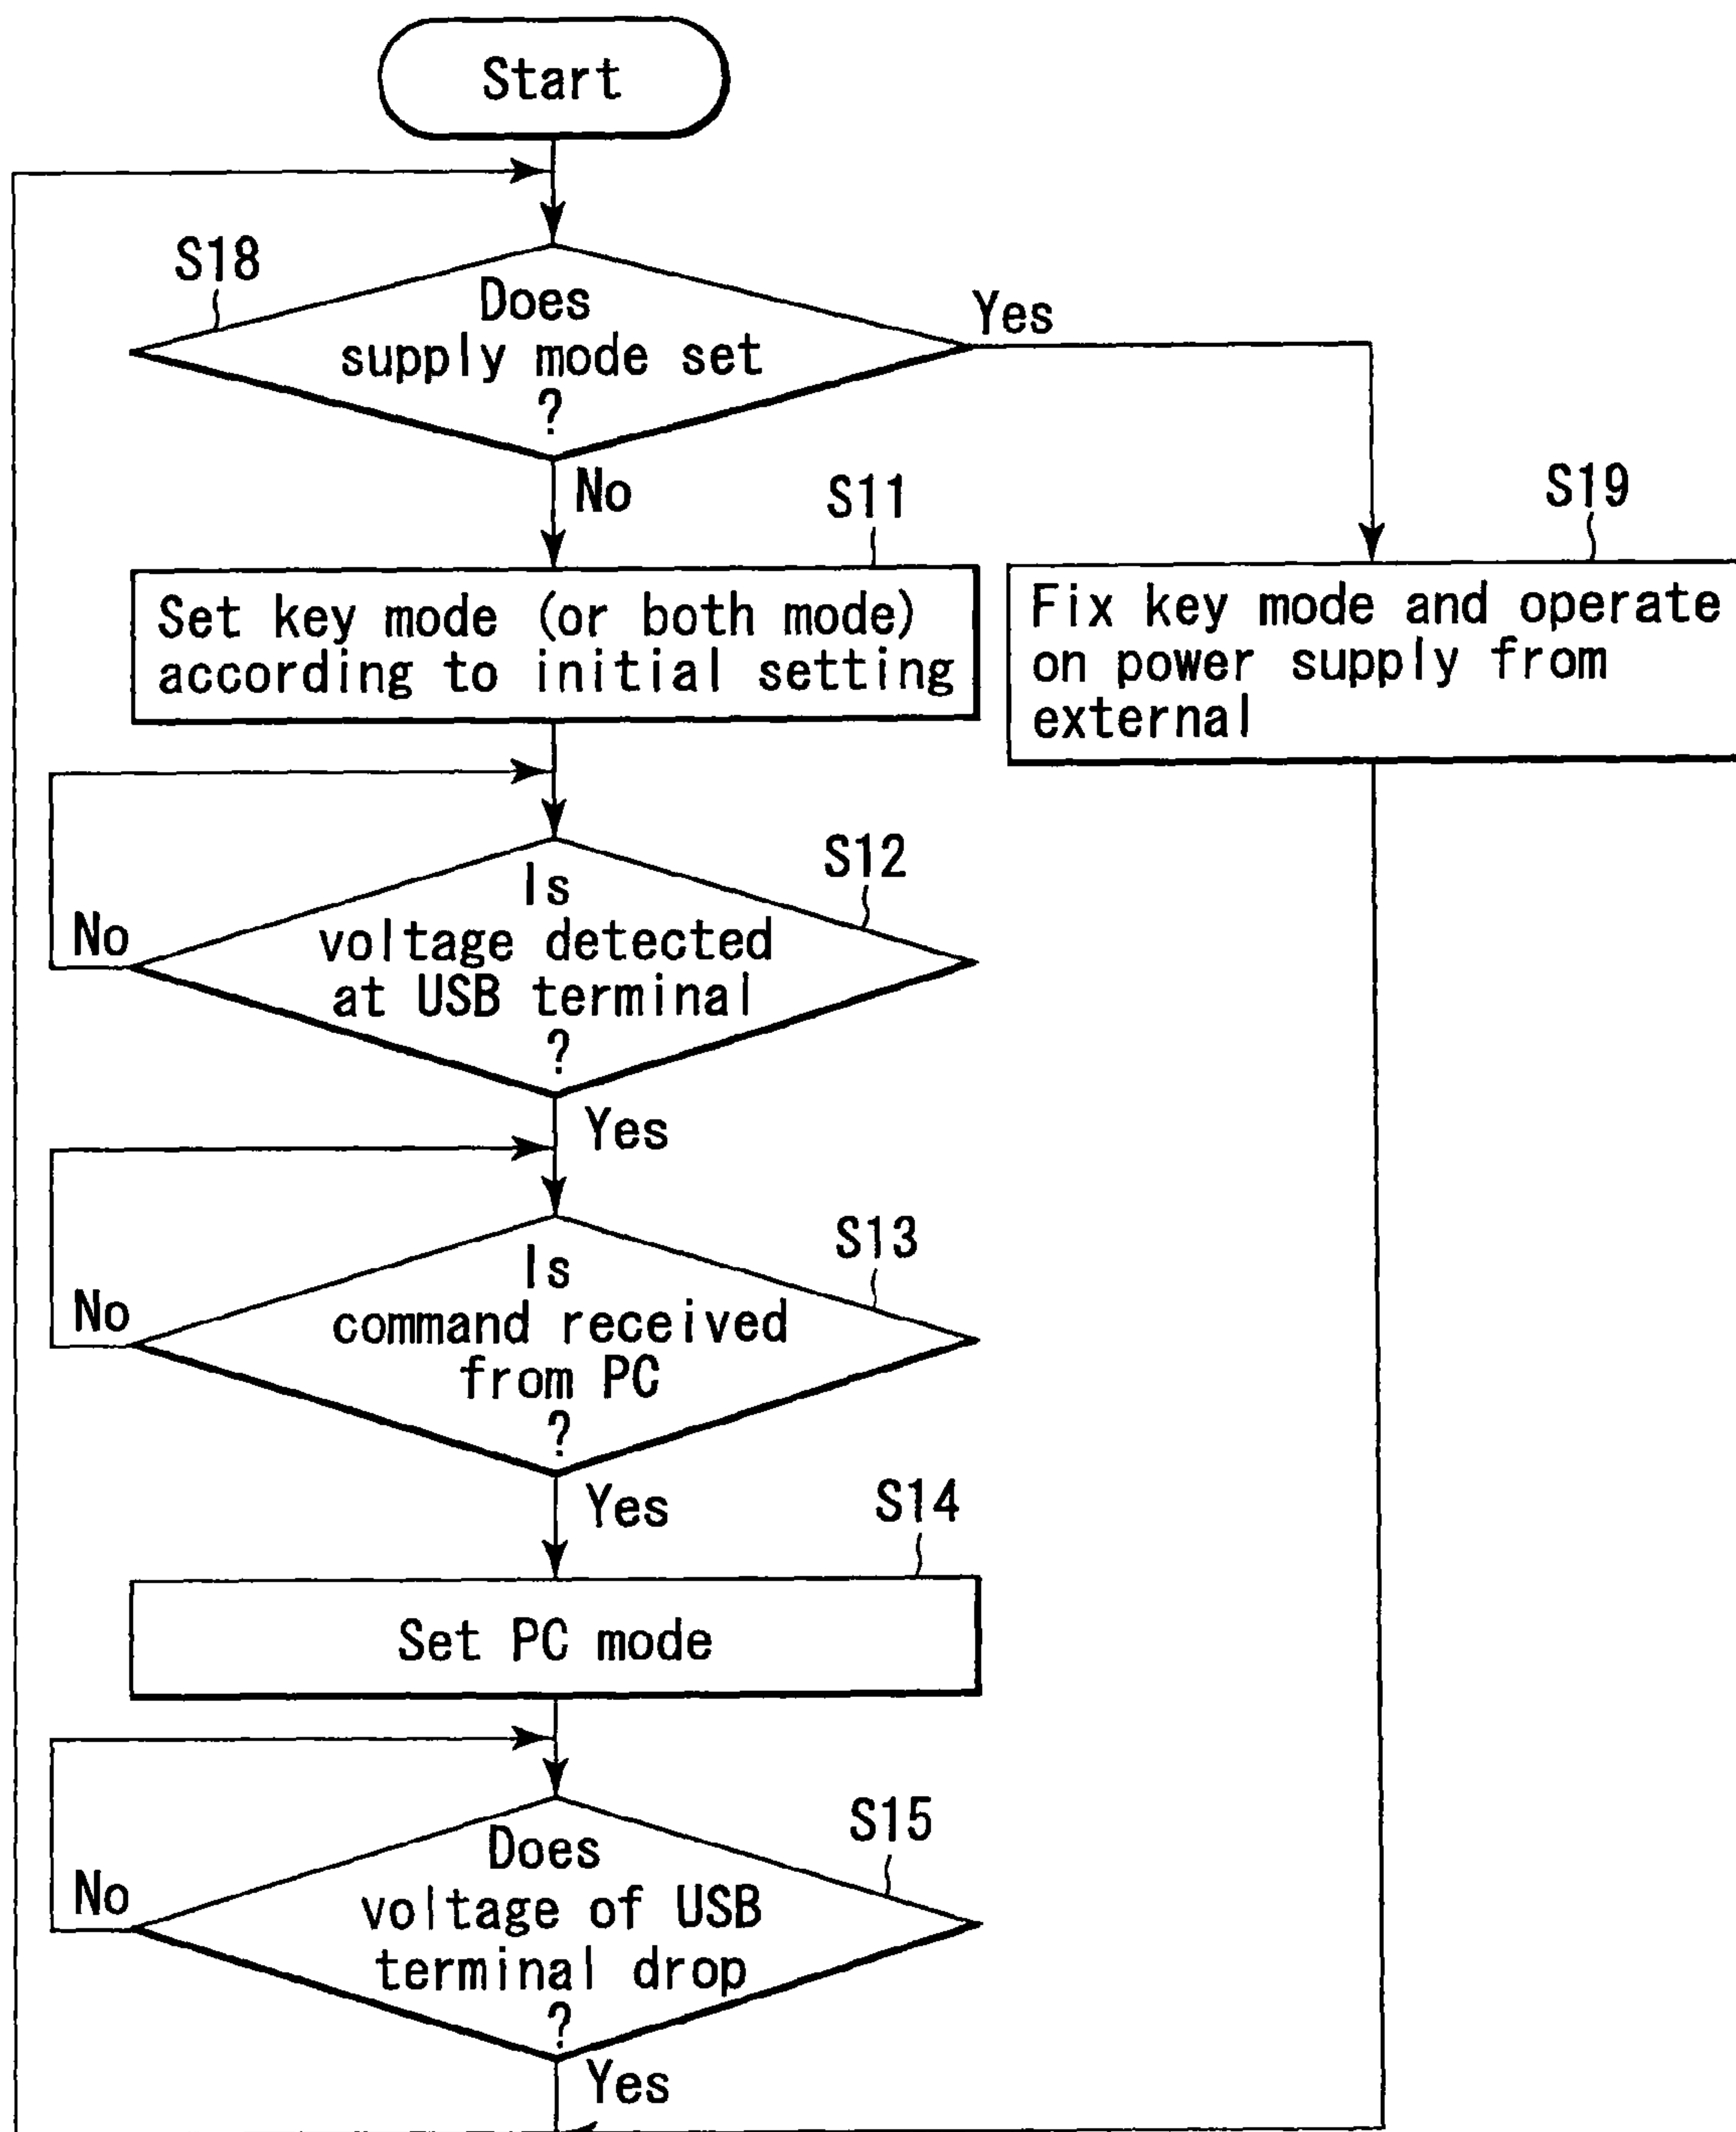 Start
S18
Does
supply mode set
?
Yes
No
S11
S19
Set key mode (or both mode)
according to initial setting
Fix key mode and operate
on power supply from
external
S12
Is
voltage detected
at USB terminal
?
No
Yes
S13
Is
command received
from PC
?
No
Yes
S14
Set PC mode
S15
Does
voltage of USB
terminal drop
?
No
Yes